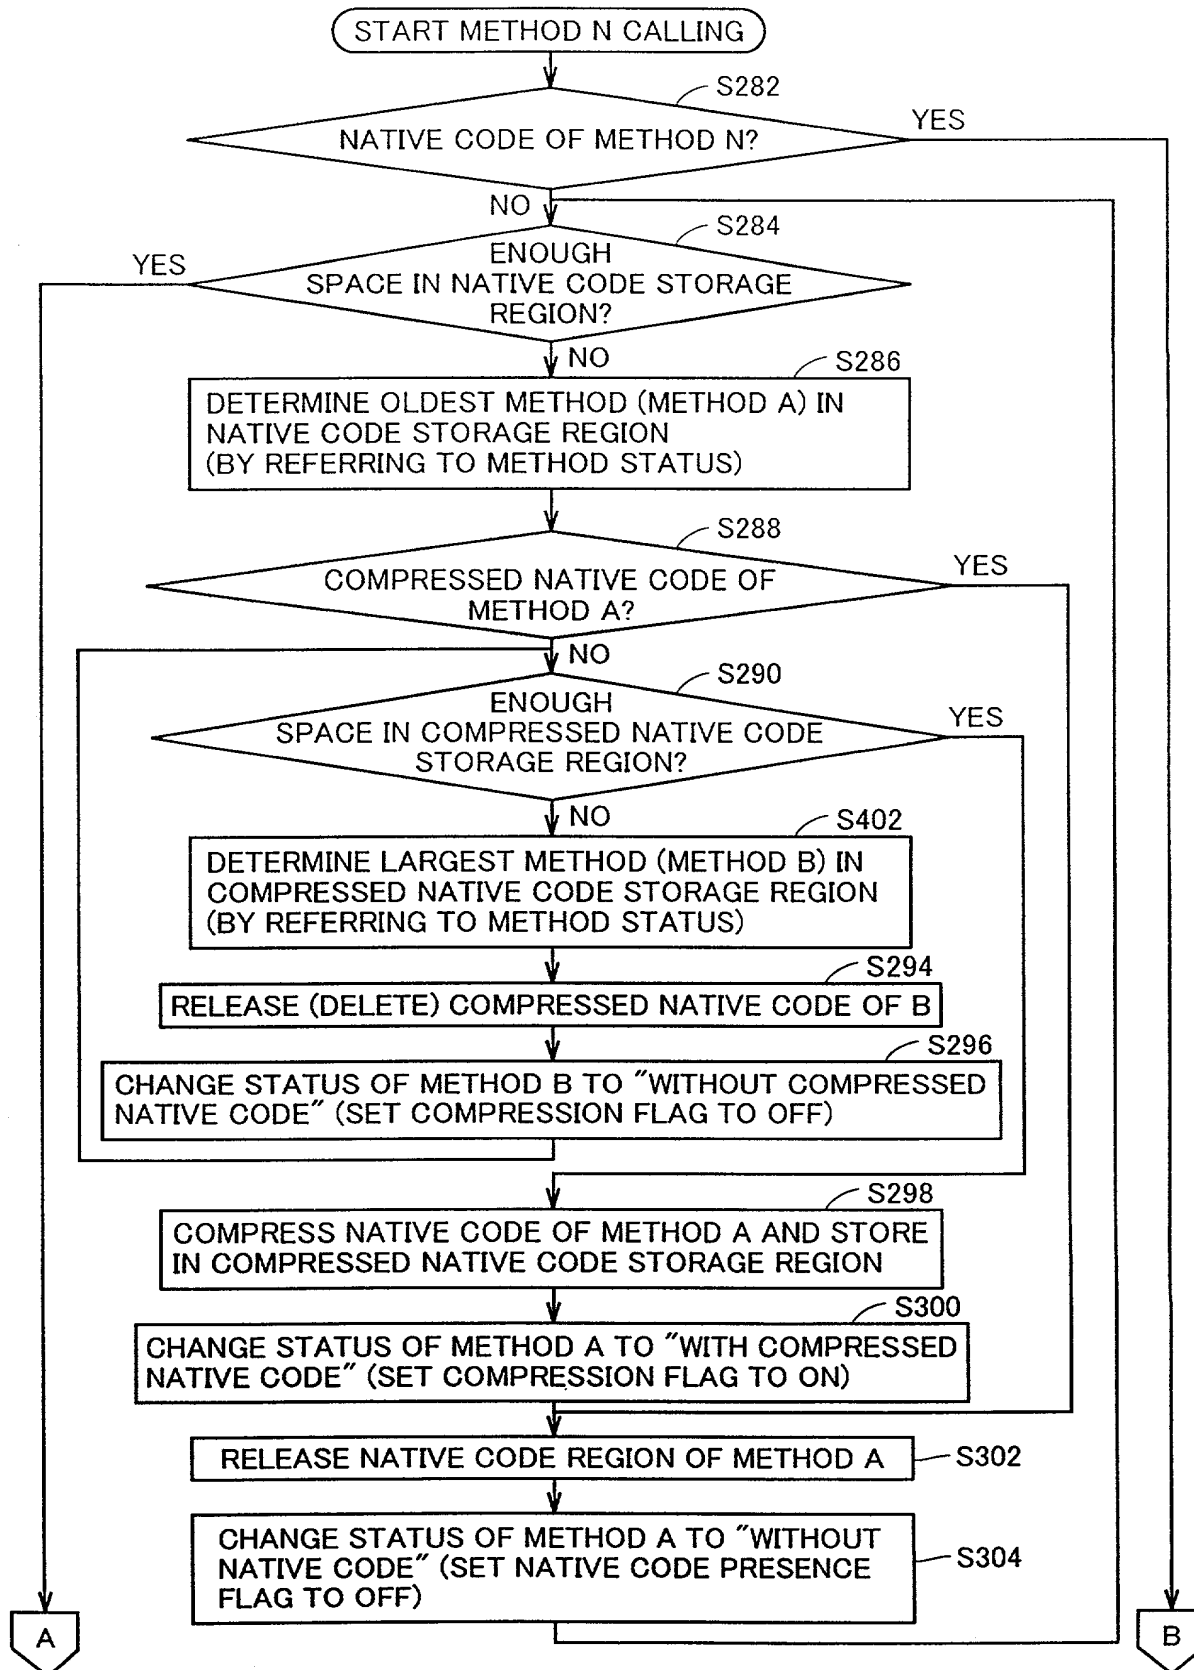 START METHOD N CALLING
S282
NATIVE CODE OF METHOD N?
YES
NO
S284
ENOUGH
SPACE IN NATIVE CODE STORAGE
REGION?
YES
NO
S286
DETERMINE OLDEST METHOD (METHOD A) IN
NATIVE CODE STORAGE REGION
(BY REFERRING TO METHOD STATUS)
S288
COMPRESSED NATIVE CODE OF
METHOD A?
YES
NO
S290
ENOUGH
SPACE IN COMPRESSED NATIVE CODE
STORAGE REGION?
YES
NO
S402
DETERMINE LARGEST METHOD (METHOD B) IN
COMPRESSED NATIVE CODE STORAGE REGION
(BY REFERRING TO METHOD STATUS)
S294
RELEASE (DELETE) COMPRESSED NATIVE CODE OF B
S296
CHANGE STATUS OF METHOD B TO "WITHOUT COMPRESSED
NATIVE CODE" (SET COMPRESSION FLAG TO OFF)
S298
COMPRESS NATIVE CODE OF METHOD A AND STORE
IN COMPRESSED NATIVE CODE STORAGE REGION
S300
CHANGE STATUS OF METHOD A TO "WITH COMPRESSED
NATIVE CODE" (SET COMPRESSION FLAG TO ON)
RELEASE NATIVE CODE REGION OF METHOD A
S302
CHANGE STATUS OF METHOD A TO "WITHOUT
NATIVE CODE" (SET NATIVE CODE PRESENCE
FLAG TO OFF)
S304
A
B